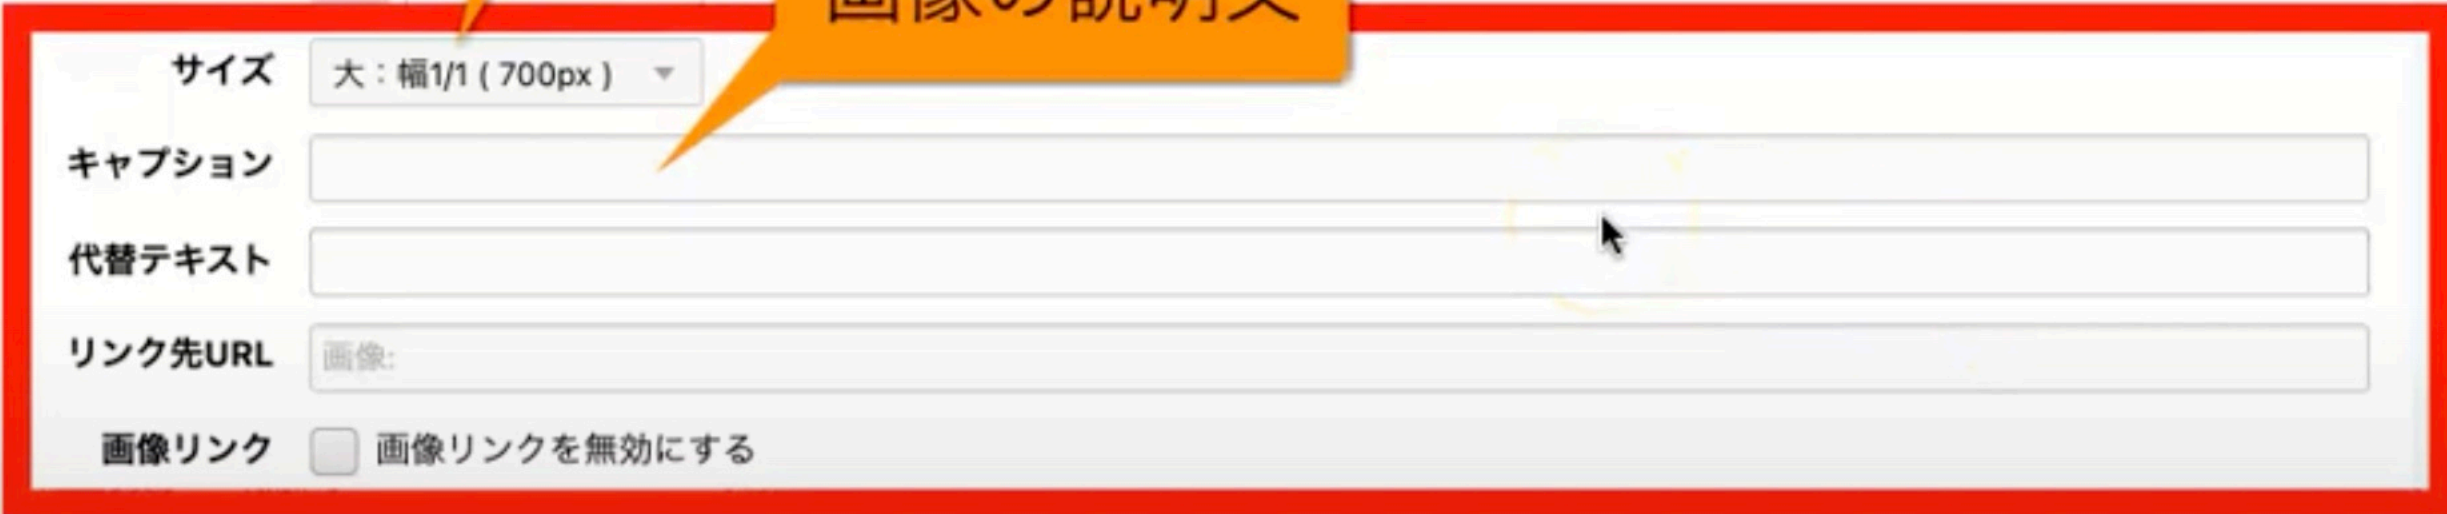 画像の説明文
サイズ 大：幅1/1 ( 700px )
キャプション
代替テキスト
リンク先URL 画像:
画像リンク 画像リンクを無効にする